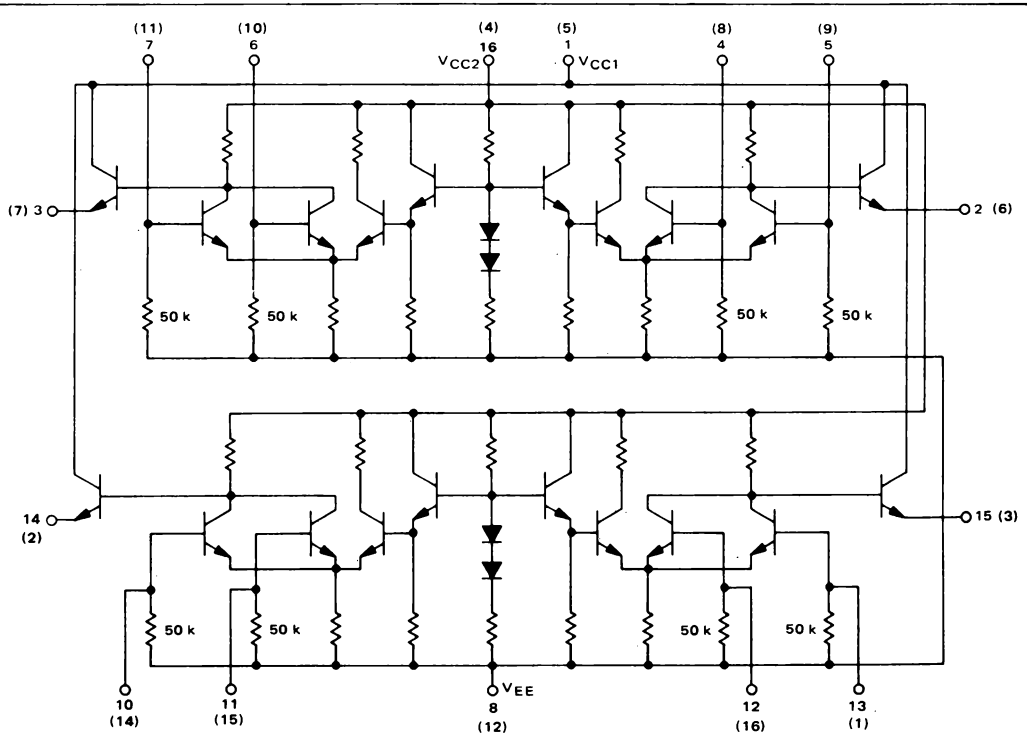 (11) (10) (4) (5) (8) (9)
7 6 16 1 4 5
VCC2 VCC1
(7) 3 2 (6)
50 k 50 k 50 k 50 k
14 15 (3)
(2)
50 k 50 k 50 k 50 k
VEE
10 11 8 12 13
(14) (15) (12) (16) (1)